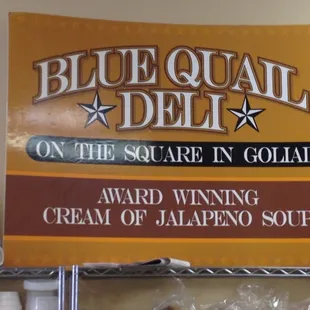 BLUE QUAIL
DELI
ON THE SQUARE IN GOLIAD
AWARD WINNING
CREAM OF JALAPENO SOUP